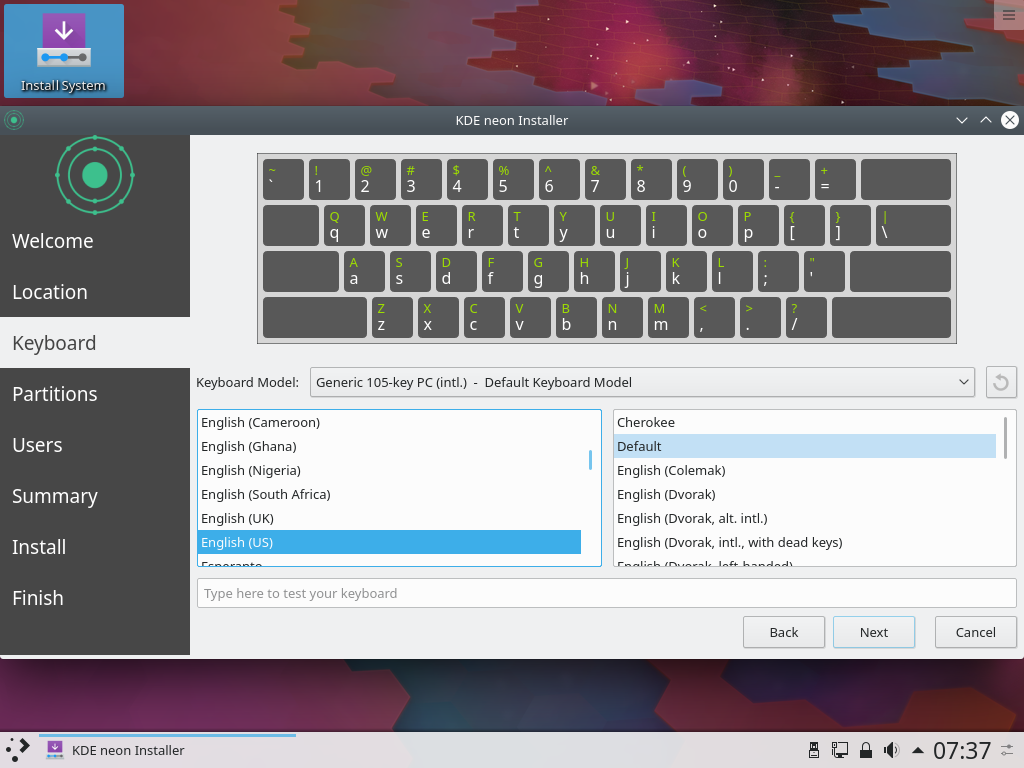 Install System
KDE neon Installer
~ ! @ # $ % ^ & * ( ) _ +
` 1 2 3 4 5 6 7 8 9 0 - =
Q W E R T Y U I O P { } |
q w e r t y u i o p [ ] \
A S D F G H J K L : "
a s d f g h j k l ; '
Z X C V B N M < > ?
z x c v b n m , . /
Welcome
Location
Keyboard
Partitions
Users
Summary
Install
Finish
Keyboard Model: Generic 105-key PC (intl.)  -  Default Keyboard Model
English (Cameroon)
English (Ghana)
English (Nigeria)
English (South Africa)
English (UK)
English (US)
Esperanto
Cherokee
Default
English (Colemak)
English (Dvorak)
English (Dvorak, alt. intl.)
English (Dvorak, intl., with dead keys)
English (Dvorak, left-handed)
Type here to test your keyboard
Back Next Cancel
KDE neon Installer 07:37